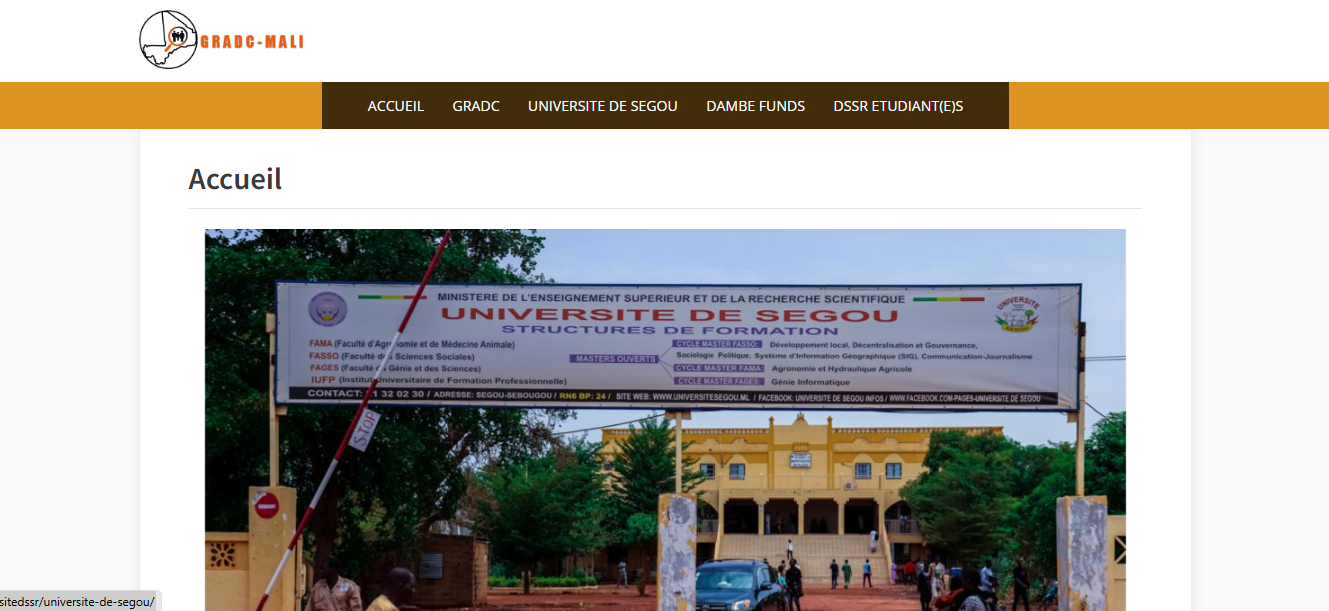 GRADC-MALI
ACCUEIL GRADC UNIVERSITE DE SEGOU DAMBE FUNDS DSSR ETUDIANT(E)S
Accueil
MINISTERE DE L'ENSEIGNEMENT SUPERIEUR ET DE LA RECHERCHE SCIENTIFIQUE
UNIVERSITE DE SEGOU
STRUCTURES DE FORMATION
UNIVERSITE
SEGOU
FAMA (Faculté d'Agronomie et de Médecine Animale)
FASSO (Faculté des Sciences Sociales)
FAGES (Faculté du Génie et des Sciences)
IUFP (Institut Universitaire de Formation Professionnelle)
MASTERS OUVERTS
CYCLE MASTER FASSO: Développement local, Décentralisation et Gouvernance,
Sociologie Politique, Système d'Information Géographique (SIG), Communication-Journalisme
CYCLE MASTER FAMA: Agronomie et Hydraulique Agricole
CYCLE MASTER FAGES: Génie Informatique
CONTACT: 21 32 02 30 / ADRESSE: SEGOU-SEBOUGOU / RN6 BP: 24 / SITE WEB: WWW.UNIVERSITESEGOU.ML / FACEBOOK: UNIVERSITE DE SEGOU INFOS / WWW.FACEBOOK.COM-PAGES-UNIVERSITE DE SEGOU
STOP
sitedssr/universite-de-segou/